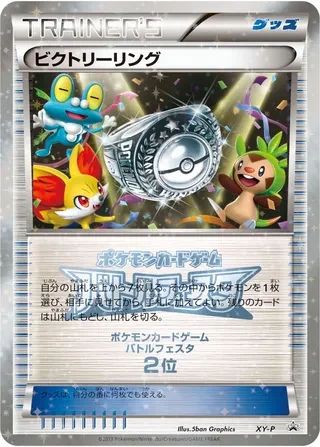 TRAINER'S
グッズ
ビクトリーリング
ポケモンカードゲーム
自分の山札を上から7枚見る。その中からポケモンを1枚
選び、相手に見せてから、手札に加えてよい。残りのカード
は山札にもどし、山札を切る。
ポケモンカードゲーム
バトルフェスタ
2位
グッズは、自分の番に何枚でも使える。
Illus. 5ban Graphics
XY-P
PROMO